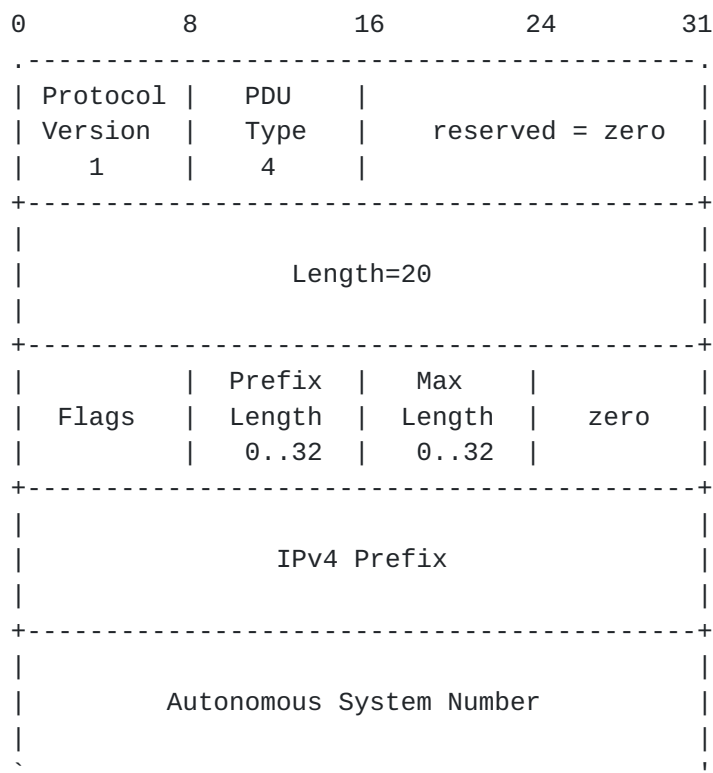 0          8          16         24        31
.-------------------------------------------.
| Protocol |   PDU    |                     |
| Version  |   Type   |    reserved = zero  |
|    1     |    4     |                     |
+-------------------------------------------+
|                                           |
|                 Length=20                 |
|                                           |
+-------------------------------------------+
|          |  Prefix  |   Max    |          |
|  Flags   |  Length  |  Length  |   zero   |
|          |   0..32  |   0..32  |          |
+-------------------------------------------+
|                                           |
|                IPv4 Prefix                |
|                                           |
+-------------------------------------------+
|                                           |
|         Autonomous System Number          |
|                                           |
`                                           '